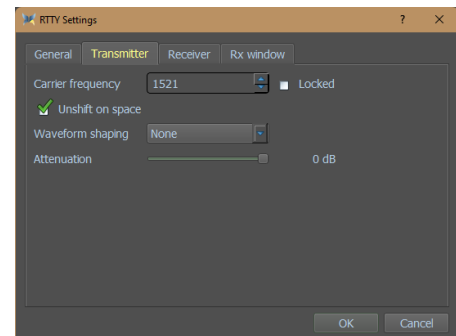 RTTY Settings ? ×
General Transmitter Receiver Rx window
Carrier frequency 1521 Locked
Unshift on space
Waveform shaping None
Attenuation 0 dB
OK Cancel